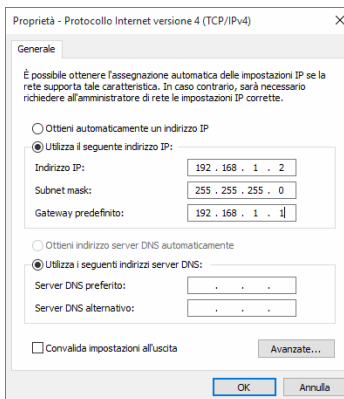 Proprietà - Protocollo Internet versione 4 (TCP/IPv4)
Generale
È possibile ottenere l'assegnazione automatica delle impostazioni IP se la
rete supporta tale caratteristica. In caso contrario, sarà necessario
richiedere all'amministratore di rete le impostazioni IP corrette.
Ottieni automaticamente un indirizzo IP
Utilizza il seguente indirizzo IP:
Indirizzo IP: 192 . 168 . 1 . 2
Subnet mask: 255 . 255 . 255 . 0
Gateway predefinito: 192 . 168 . 1 . 1
Ottieni indirizzo server DNS automaticamente
Utilizza i seguenti indirizzi server DNS:
Server DNS preferito: . . .
Server DNS alternativo: . . .
Convalida impostazioni all'uscita
Avanzate...
OK Annulla